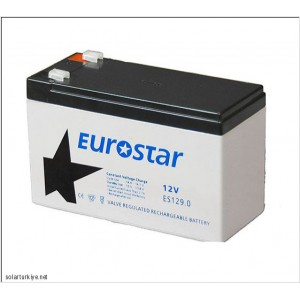 EUROSTAR
Constant Voltage Charge
12V
ES129.0
VALVE REGULATED RECHARGEABLE BATTERY
solarturkiye.net